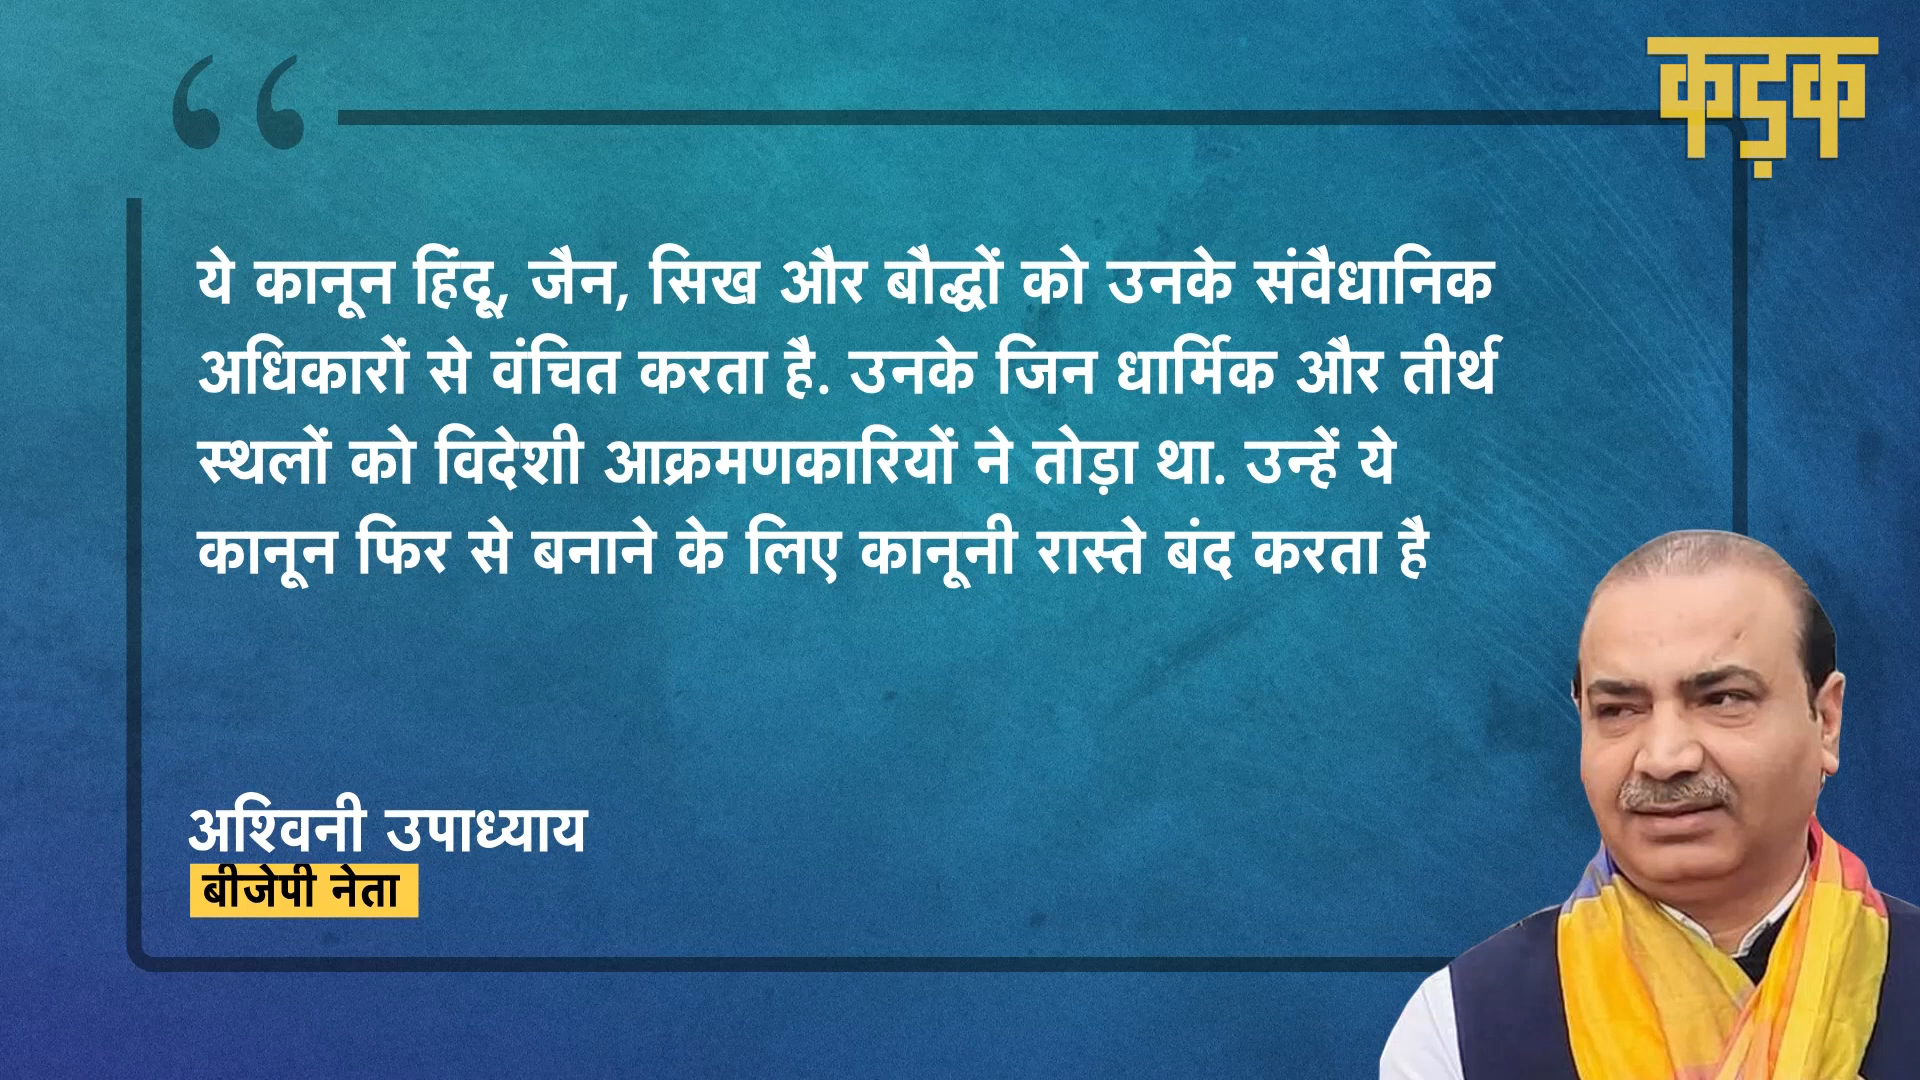 कड़क
ये कानून हिंदू, जैन, सिख और बौद्धों को उनके संवैधानिक
अधिकारों से वंचित करता है. उनके जिन धार्मिक और तीर्थ
स्थलों को विदेशी आक्रमणकारियों ने तोड़ा था. उन्हें ये
कानून फिर से बनाने के लिए कानूनी रास्ते बंद करता है
अश्विनी उपाध्याय
बीजेपी नेता